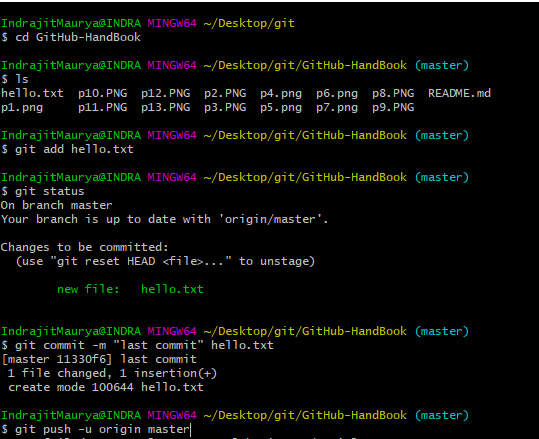 IndrajitMaurya@INDRA MINGW64 ~/Desktop/git
$ cd GitHub-HandBook
IndrajitMaurya@INDRA MINGW64 ~/Desktop/git/GitHub-HandBook (master)
$ ls
hello.txt  p10.PNG  p12.PNG  p2.PNG  p4.png  p6.png  p8.PNG  README.md
p1.png     p11.PNG  p13.PNG  p3.PNG  p5.png  p7.png  p9.PNG
IndrajitMaurya@INDRA MINGW64 ~/Desktop/git/GitHub-HandBook (master)
$ git add hello.txt
IndrajitMaurya@INDRA MINGW64 ~/Desktop/git/GitHub-HandBook (master)
$ git status
On branch master
Your branch is up to date with 'origin/master'.
Changes to be committed:
  (use "git reset HEAD <file>..." to unstage)
        new file:   hello.txt
IndrajitMaurya@INDRA MINGW64 ~/Desktop/git/GitHub-HandBook (master)
$ git commit -m "last commit" hello.txt
[master 11330f6] last commit
 1 file changed, 1 insertion(+)
 create mode 100644 hello.txt
IndrajitMaurya@INDRA MINGW64 ~/Desktop/git/GitHub-HandBook (master)
$ git push -u origin master